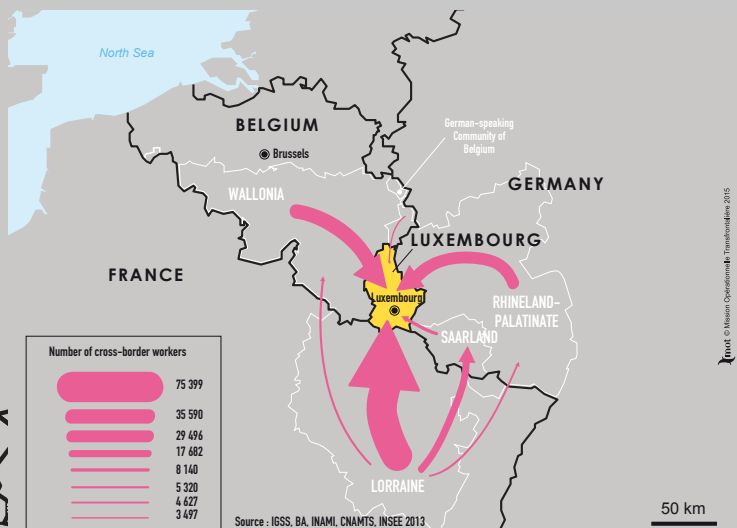 North Sea
BELGIUM
Brussels
German-speaking
Community of
Belgium
WALLONIA
GERMANY
LUXEMBOURG
FRANCE
Luxembourg
RHINELAND-
PALATINATE
SAARLAND
LORRAINE
Number of cross-border workers
75 399
35 590
29 496
17 682
8 140
5 320
4 627
3 497
Source : IGSS, BA, INAMI, CNAMTS, INSEE 2013
50 km
mot © Mission Opérationnelle Transfrontalière 2015